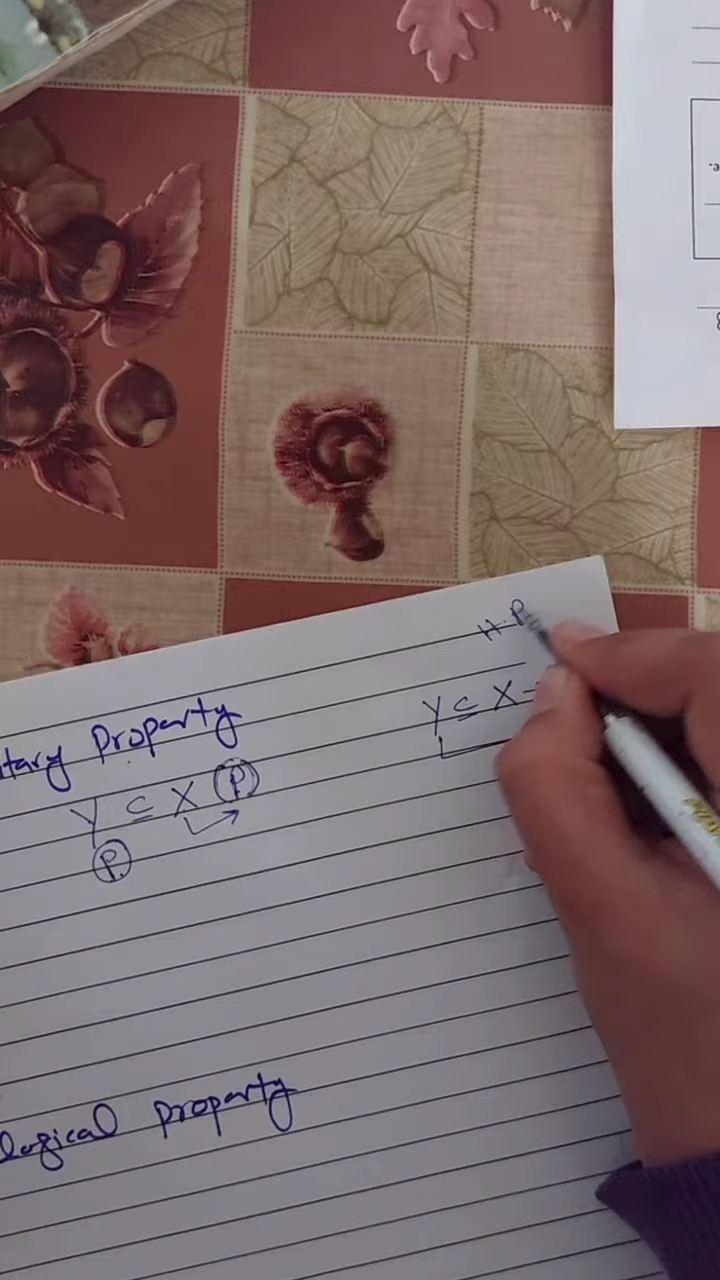 H.P
tary Property
Y ⊆ X
Y ⊆ X (P)
(P)
logical property